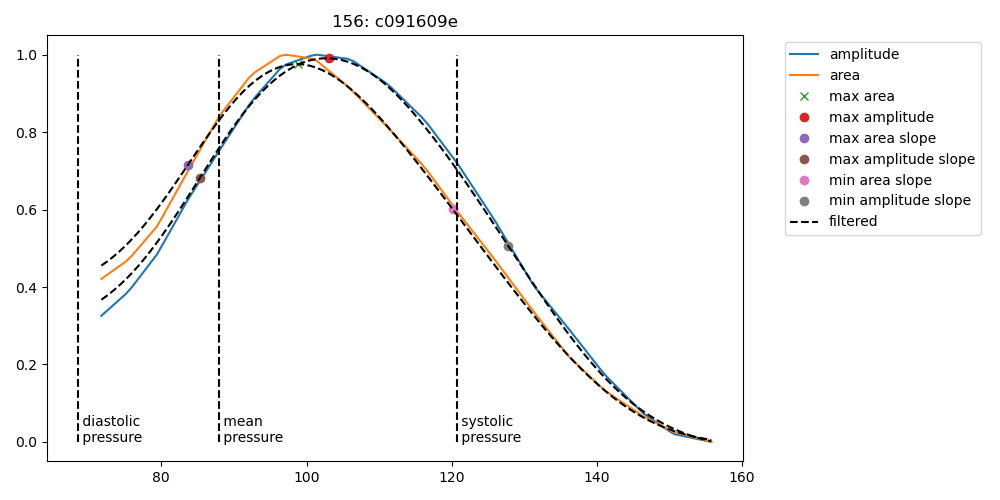 156: c091609e
1.0
0.8
0.6
0.4
0.2
0.0
diastolic
pressure
mean
pressure
systolic
pressure
80
100
120
140
160
amplitude
area
max area
max amplitude
max area slope
max amplitude slope
min area slope
min amplitude slope
filtered